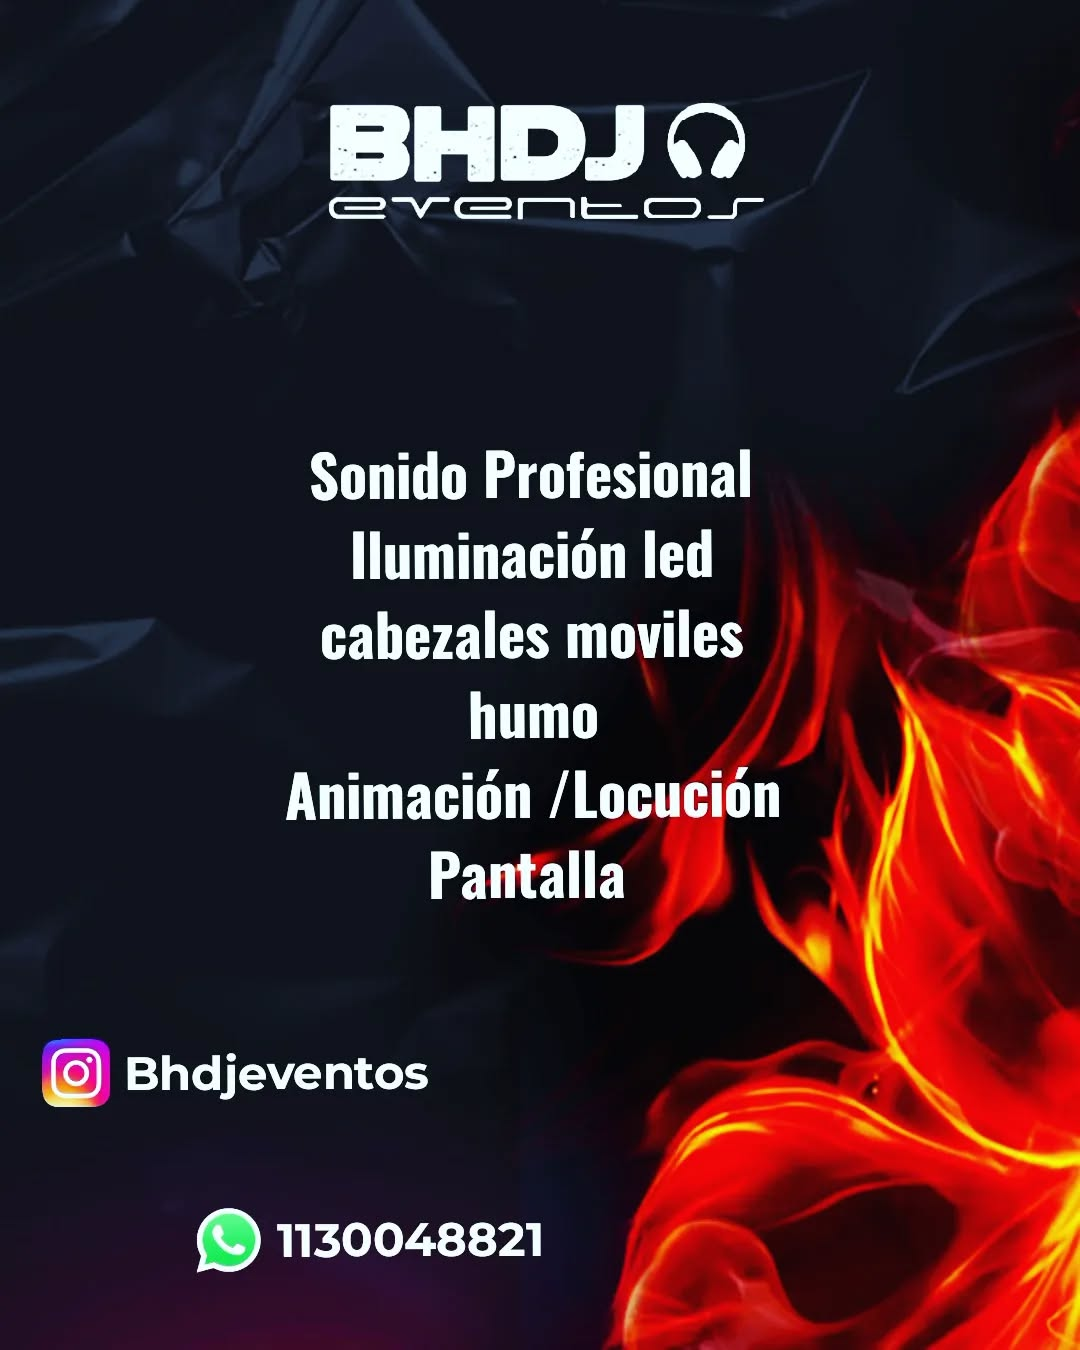 BHDJ
eventos
Sonido Profesional
Iluminación led
cabezales moviles
humo
Animación /Locución
Pantalla
Bhdjeventos
1130048821